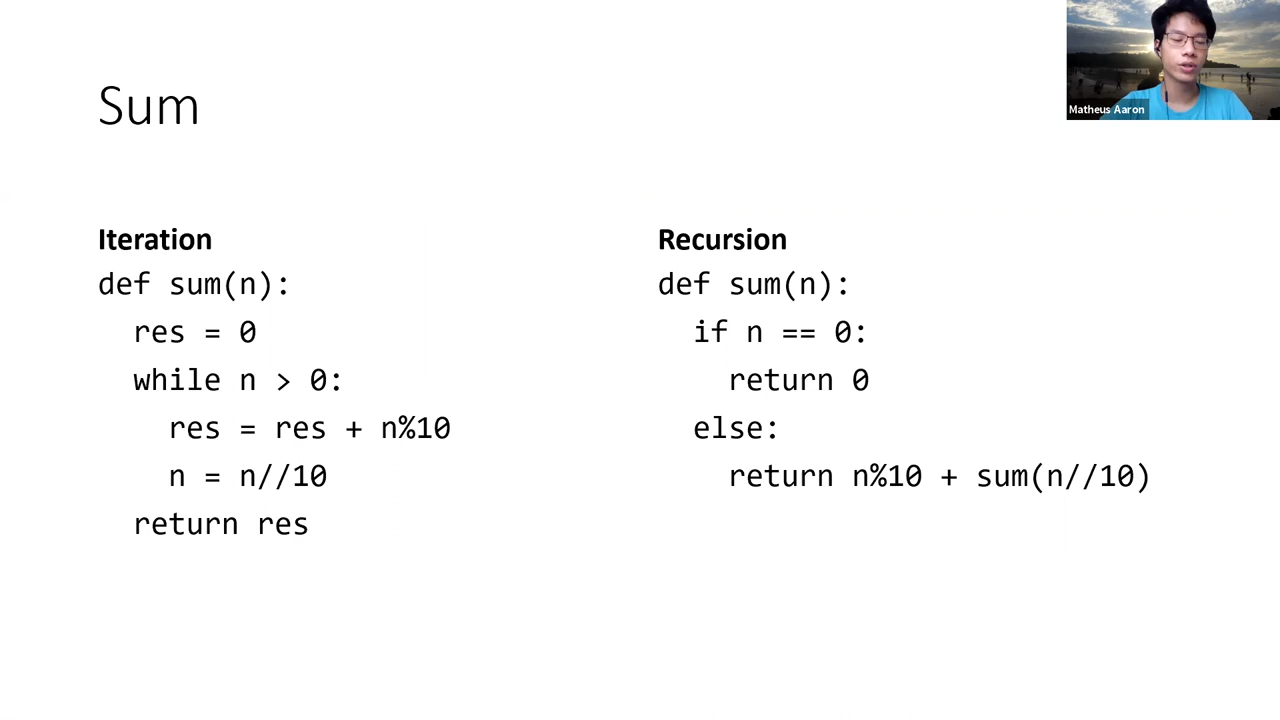 Matheus Aaron
Sum
Iteration
def sum(n):
  res = 0
  while n > 0:
    res = res + n%10
    n = n//10
  return res
Recursion
def sum(n):
  if n == 0:
    return 0
  else:
    return n%10 + sum(n//10)